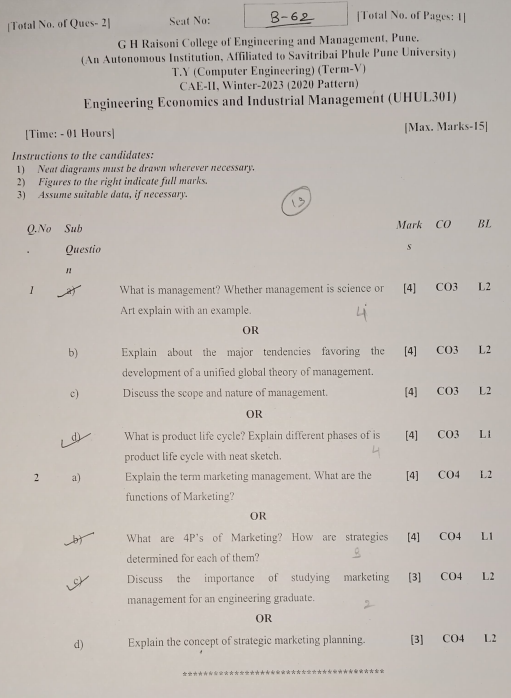 [Total No. of Ques- 2] Seat No: B-62 [Total No. of Pages: 1]
G H Raisoni College of Engineering and Management, Pune.
(An Autonomous Institution, Affiliated to Savitribai Phule Pune University)
T.Y (Computer Engineering) (Term-V)
CAE-II, Winter-2023 (2020 Pattern)
Engineering Economics and Industrial Management (UHUL301)
[Time: - 01 Hours] [Max. Marks-15]
Instructions to the candidates:
1) Neat diagrams must be drawn wherever necessary.
2) Figures to the right indicate full marks.
3) Assume suitable data, if necessary.
13
Q.No Sub Mark CO BL
. Questio s
n
1 a) What is management? Whether management is science or [4] CO3 L2
Art explain with an example. 4
OR
b) Explain about the major tendencies favoring the [4] CO3 L2
development of a unified global theory of management.
c) Discuss the scope and nature of management. [4] CO3 L2
OR
d) What is product life cycle? Explain different phases of is [4] CO3 L1
product life cycle with neat sketch. 4
2 a) Explain the term marketing management. What are the [4] CO4 L2
functions of Marketing?
OR
b) What are 4P's of Marketing? How are strategies [4] CO4 L1
determined for each of them?
c) Discuss the importance of studying marketing [3] CO4 L2
management for an engineering graduate. 2
OR
d) Explain the concept of strategic marketing planning. [3] CO4 L2
****************************************